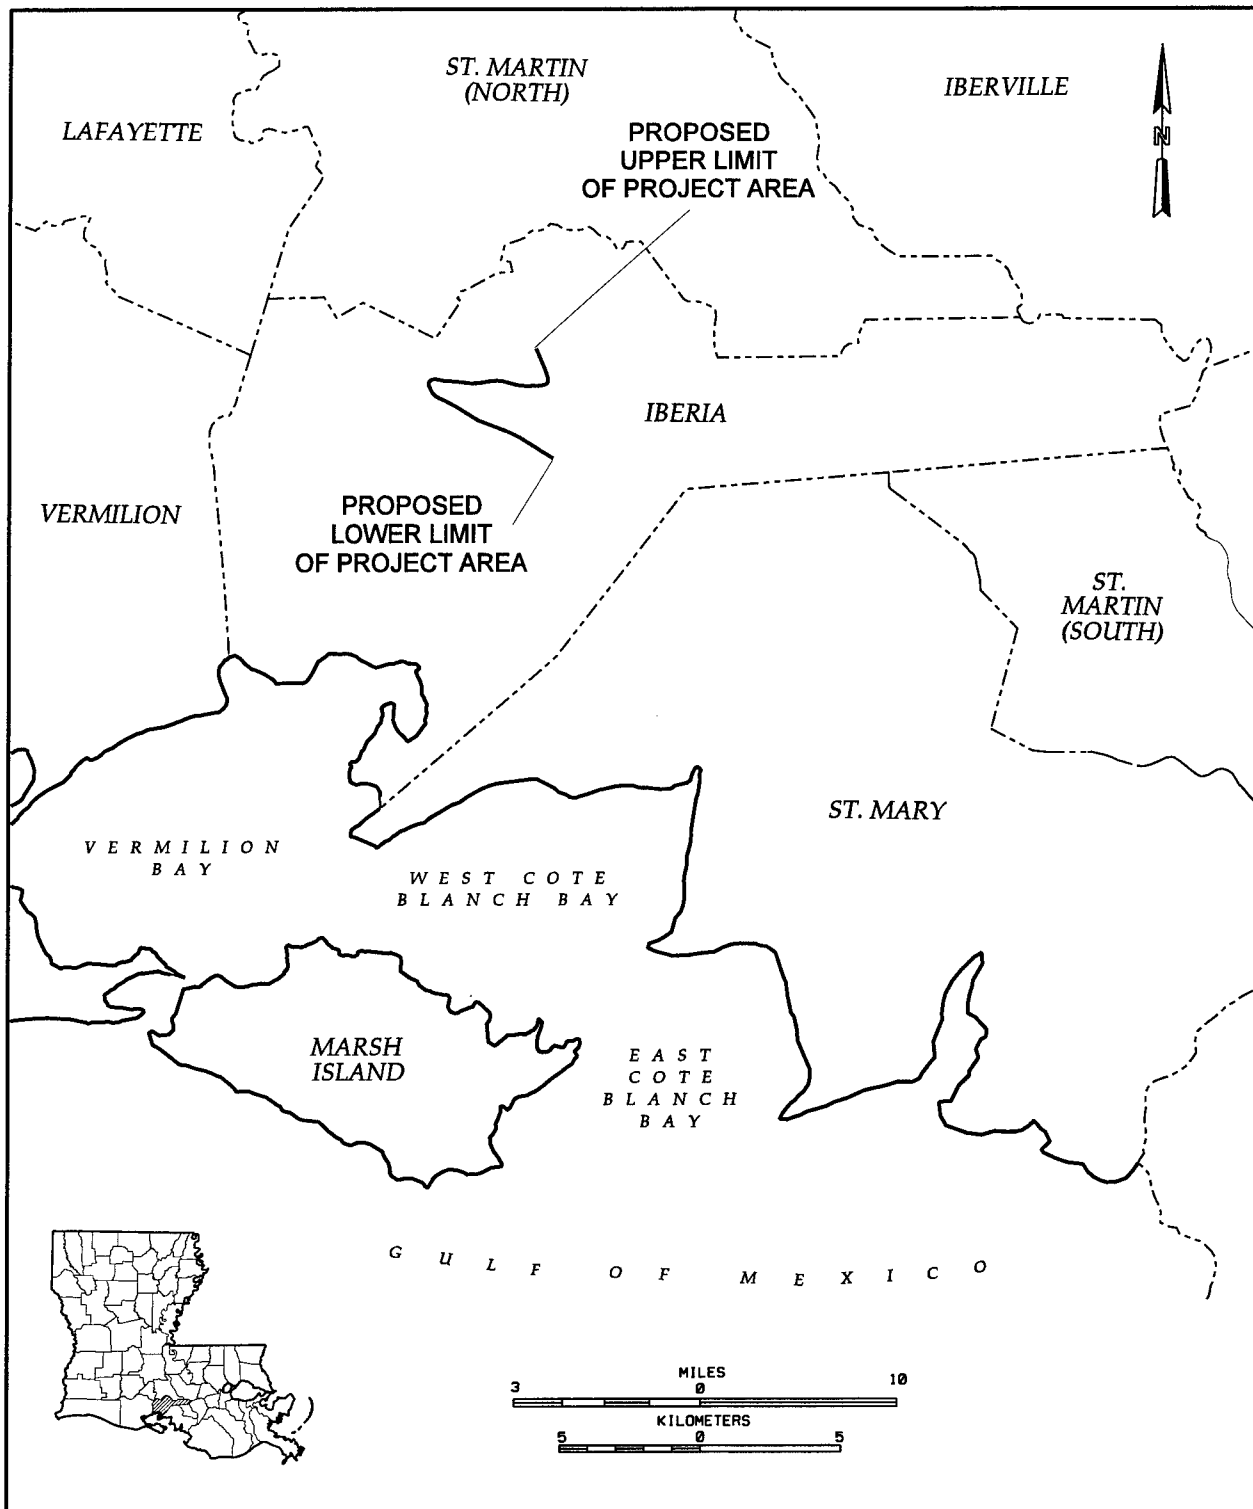 ST. MARTIN
(NORTH)
IBERVILLE
LAFAYETTE
N
PROPOSED
UPPER LIMIT
OF PROJECT AREA
IBERIA
VERMILION
PROPOSED
LOWER LIMIT
OF PROJECT AREA
ST.
MARTIN
(SOUTH)
ST. MARY
VERMILION
BAY
WEST COTE
BLANCH BAY
MARSH
ISLAND
EAST
COTE
BLANCH
BAY
GULF OF MEXICO
MILES
3 0 10
KILOMETERS
5 0 5